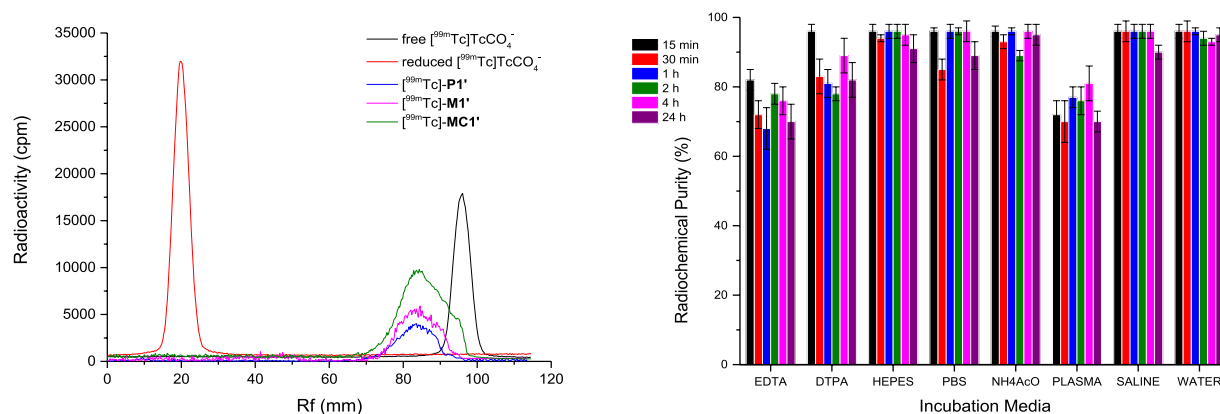 35000
30000
25000
20000
15000
10000
5000
0
Radioactivity (cpm)
0 20 40 60 80 100 120
Rf (mm)
free [⁹⁹ᵐTc]TcCO₄⁻
reduced [⁹⁹ᵐTc]TcCO₄⁻
[⁹⁹ᵐTc]-P1'
[⁹⁹ᵐTc]-M1'
[⁹⁹ᵐTc]-MC1'
15 min
30 min
1 h
2 h
4 h
24 h
100
80
60
40
20
0
Radiochemical Purity (%)
EDTA DTPA HEPES PBS NH4AcO PLASMA SALINE WATER
Incubation Media